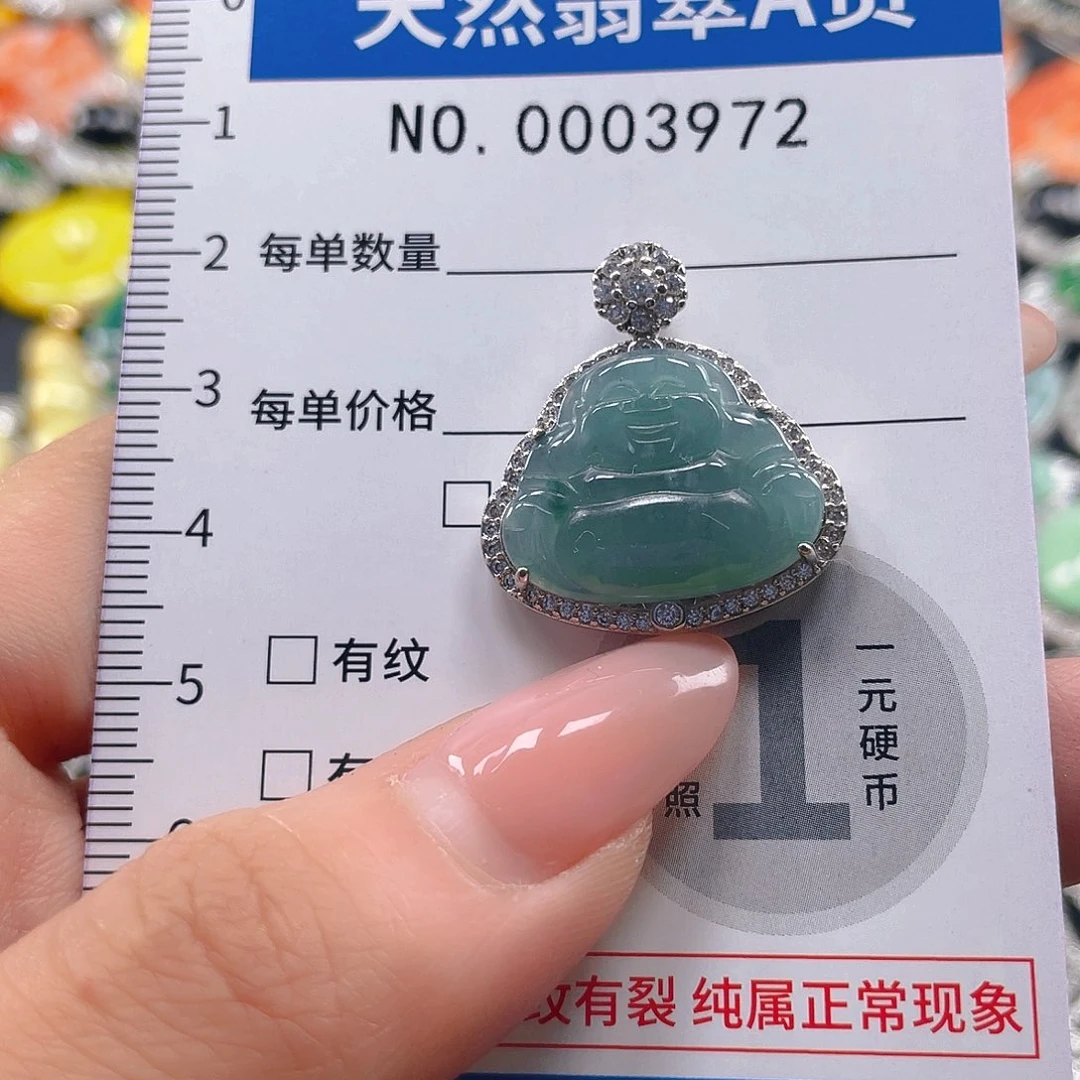 0
天然翡翠A货
NO. 0003972
1
2
每单数量
3
每单价格
4
5
有纹
有
一元硬币
照
1
纹有裂 纯属正常现象